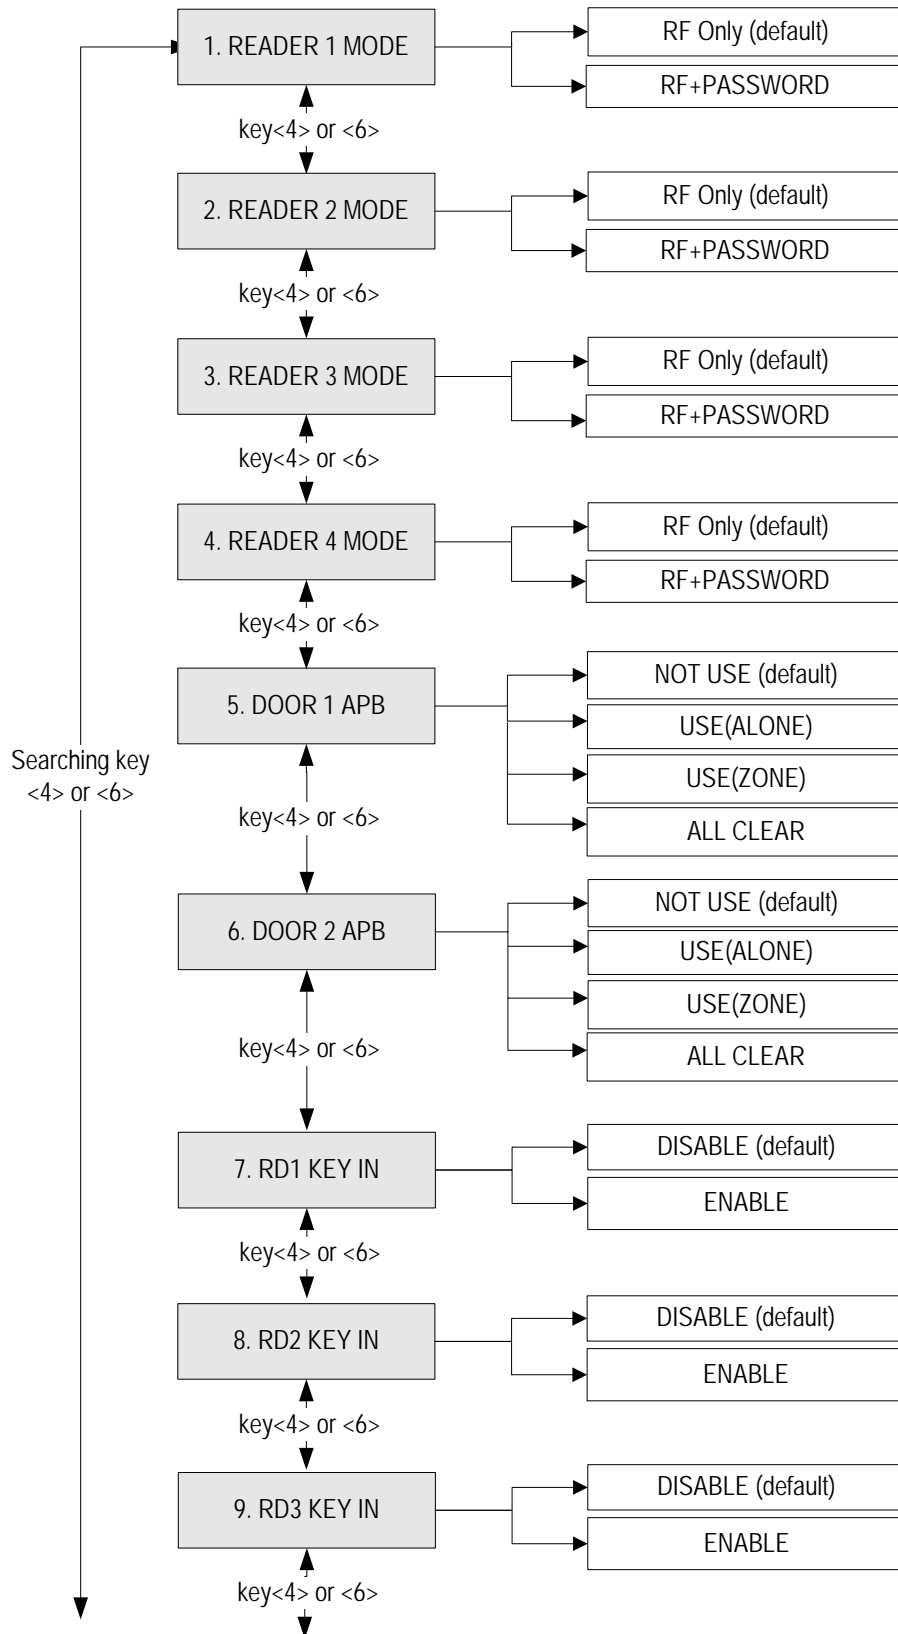 1. READER 1 MODE
RF Only (default)
RF+PASSWORD
key<4> or <6>
2. READER 2 MODE
RF Only (default)
RF+PASSWORD
key<4> or <6>
3. READER 3 MODE
RF Only (default)
RF+PASSWORD
key<4> or <6>
4. READER 4 MODE
RF Only (default)
RF+PASSWORD
key<4> or <6>
5. DOOR 1 APB
NOT USE (default)
USE(ALONE)
USE(ZONE)
ALL CLEAR
Searching key
<4> or <6>
key<4> or <6>
6. DOOR 2 APB
NOT USE (default)
USE(ALONE)
USE(ZONE)
ALL CLEAR
key<4> or <6>
7. RD1 KEY IN
DISABLE (default)
ENABLE
key<4> or <6>
8. RD2 KEY IN
DISABLE (default)
ENABLE
key<4> or <6>
9. RD3 KEY IN
DISABLE (default)
ENABLE
key<4> or <6>